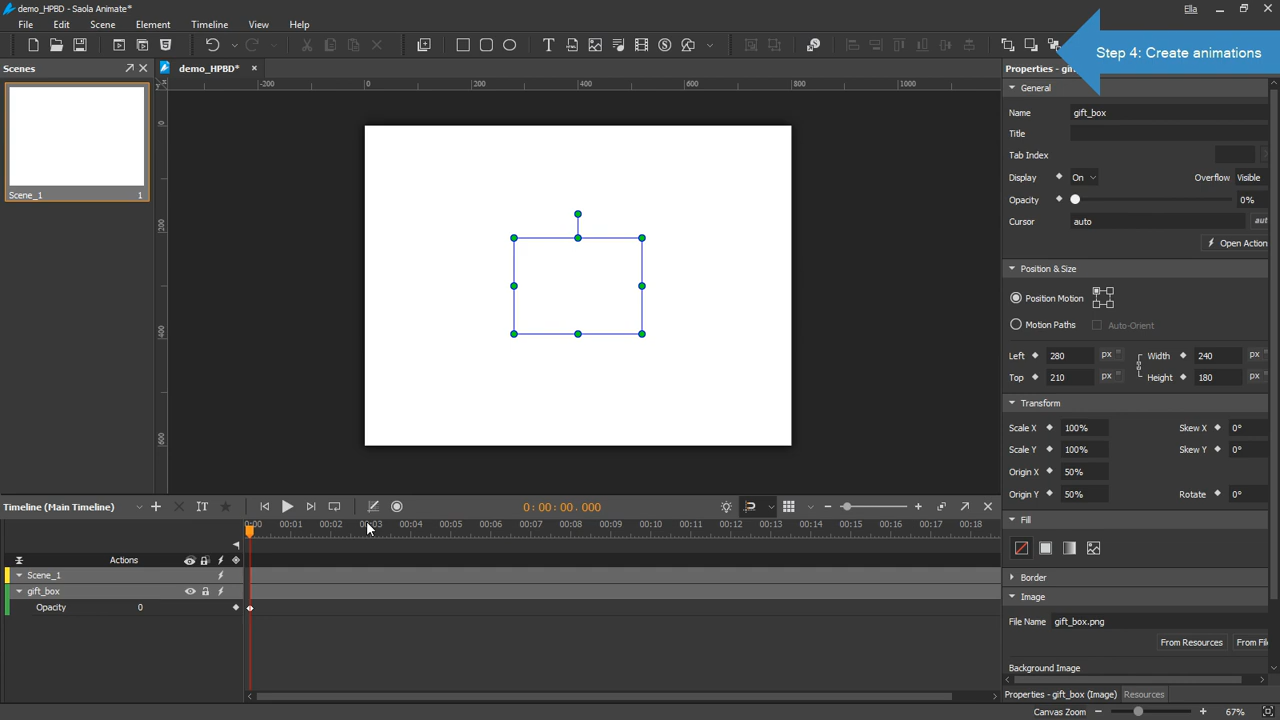 demo_HPBD* - Saola Animate*
Ella
File Edit Scene Element Timeline View Help
Step 4: Create animations
Scenes
demo_HPBD*
-200 0 200 400 600 800 1000
0
200
400
600
Scene_1 1
Properties - gi
General
Name gift_box
Title
Tab Index
Display On Overflow Visible
Opacity 0%
Cursor auto aut
Open Action
Position & Size
Position Motion
Motion Paths Auto-Orient
Left 280 px Width 240 px
Top 210 px Height 180 px
Transform
Scale X 100% Skew X 0°
Scale Y 100% Skew Y 0°
Origin X 50%
Origin Y 50% Rotate 0°
Fill
Border
Image
File Name gift_box.png
From Resources From File
Background Image
Properties - gift_box (Image) Resources
Canvas Zoom 67%
Timeline (Main Timeline) 0:00:00,000
0:00 00:01 00:02 00:03 00:04 00:05 00:06 00:07 00:08 00:09 00:10 00:11 00:12 00:13 00:14 00:15 00:16 00:17 00:18
Actions
Scene_1
gift_box
Opacity 0